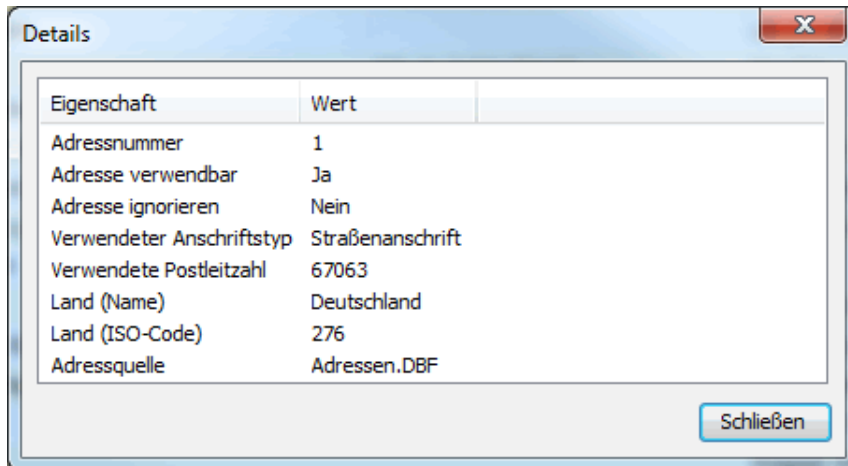 Details
Eigenschaft Wert
Adressnummer 1
Adresse verwendbar Ja
Adresse ignorieren Nein
Verwendeter Anschriftstyp Straßenanschrift
Verwendete Postleitzahl 67063
Land (Name) Deutschland
Land (ISO-Code) 276
Adressquelle Adressen.DBF
Schließen